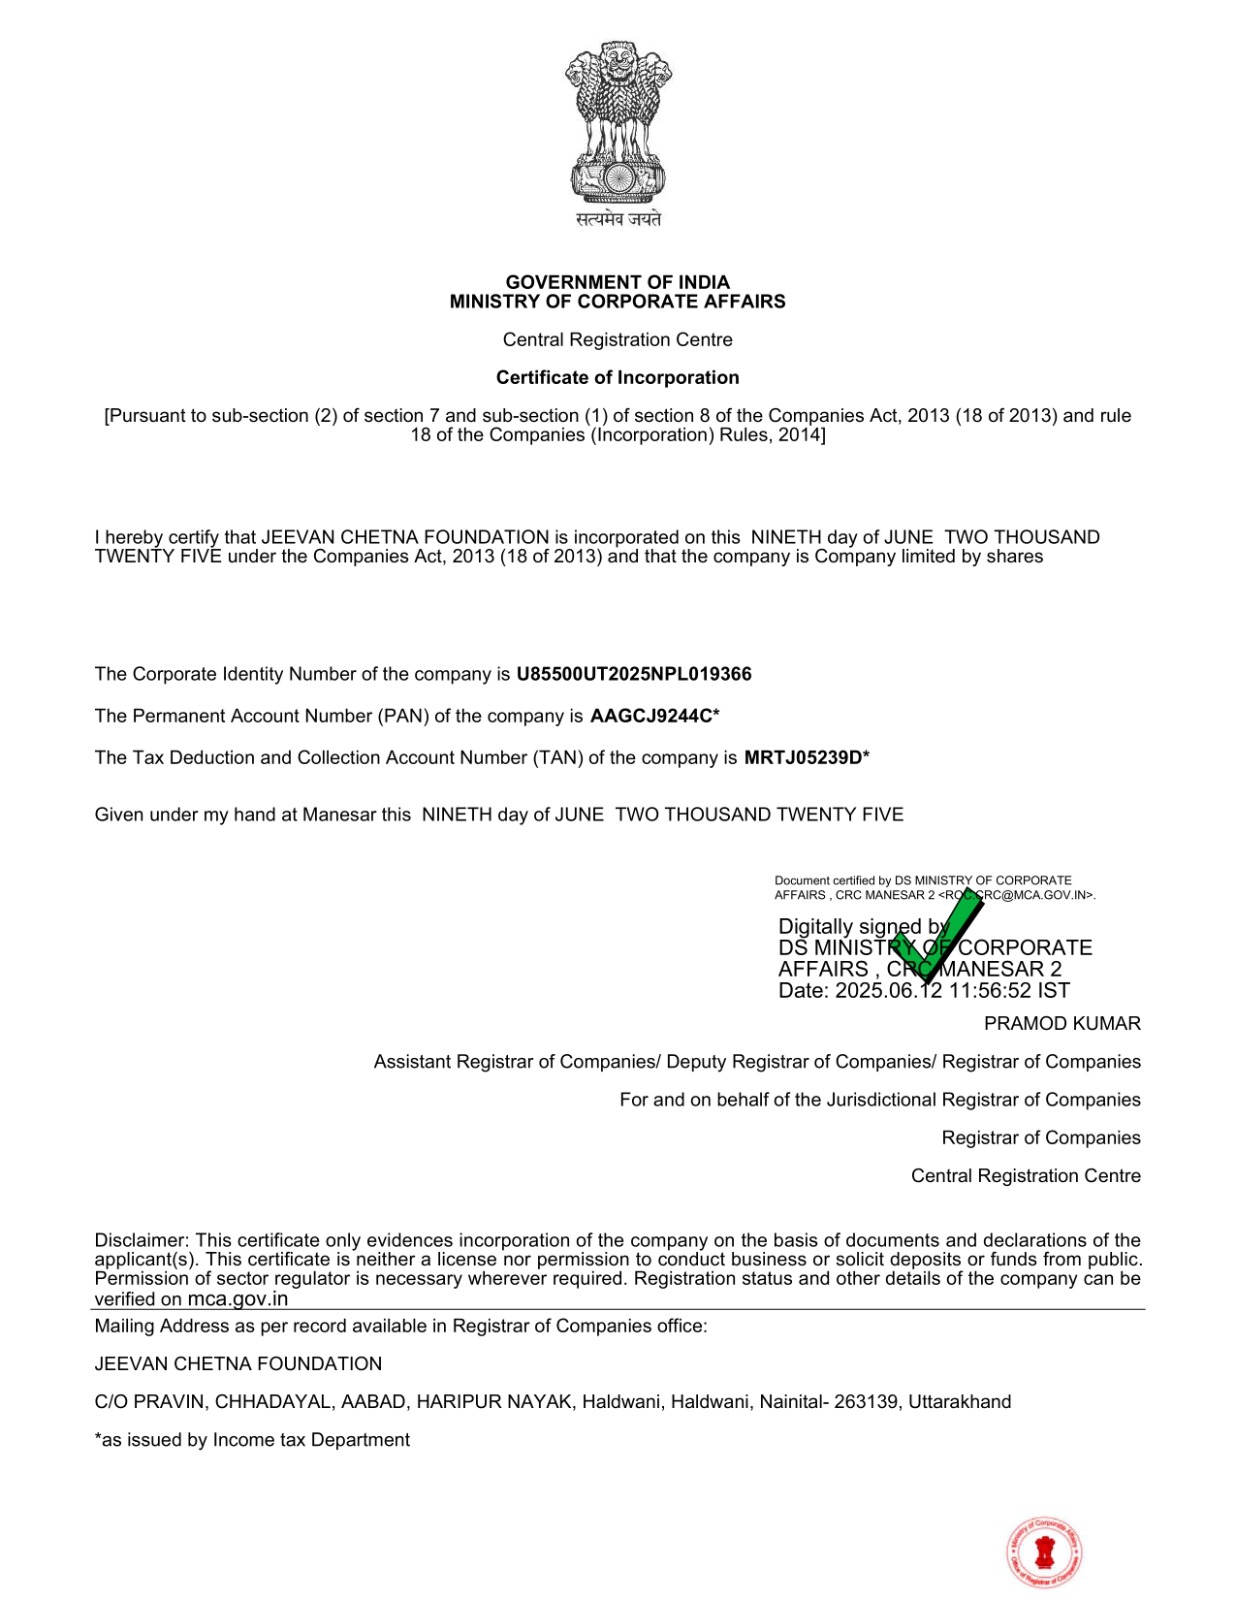 सत्यमेव जयते
GOVERNMENT OF INDIA
MINISTRY OF CORPORATE AFFAIRS
Central Registration Centre
Certificate of Incorporation
[Pursuant to sub-section (2) of section 7 and sub-section (1) of section 8 of the Companies Act, 2013 (18 of 2013) and rule
18 of the Companies (Incorporation) Rules, 2014]
I hereby certify that JEEVAN CHETNA FOUNDATION is incorporated on this  NINETH day of JUNE  TWO THOUSAND
TWENTY FIVE under the Companies Act, 2013 (18 of 2013) and that the company is Company limited by shares
The Corporate Identity Number of the company is U85500UT2025NPL019366
The Permanent Account Number (PAN) of the company is AAGCJ9244C*
The Tax Deduction and Collection Account Number (TAN) of the company is MRTJ05239D*
Given under my hand at Manesar this  NINETH day of JUNE  TWO THOUSAND TWENTY FIVE
Document certified by DS MINISTRY OF CORPORATE
AFFAIRS , CRC MANESAR 2 <ROC.CRC@MCA.GOV.IN>.
Digitally signed by
DS MINISTRY OF CORPORATE
AFFAIRS , CRC MANESAR 2
Date: 2025.06.12 11:56:52 IST
PRAMOD KUMAR
Assistant Registrar of Companies/ Deputy Registrar of Companies/ Registrar of Companies
For and on behalf of the Jurisdictional Registrar of Companies
Registrar of Companies
Central Registration Centre
Disclaimer: This certificate only evidences incorporation of the company on the basis of documents and declarations of the
applicant(s). This certificate is neither a license nor permission to conduct business or solicit deposits or funds from public.
Permission of sector regulator is necessary wherever required. Registration status and other details of the company can be
verified on mca.gov.in
Mailing Address as per record available in Registrar of Companies office:
JEEVAN CHETNA FOUNDATION
C/O PRAVIN, CHHADAYAL, AABAD, HARIPUR NAYAK, Haldwani, Haldwani, Nainital- 263139, Uttarakhand
*as issued by Income tax Department
Ministry of Corporate Affairs
Office of Registrar of Companies